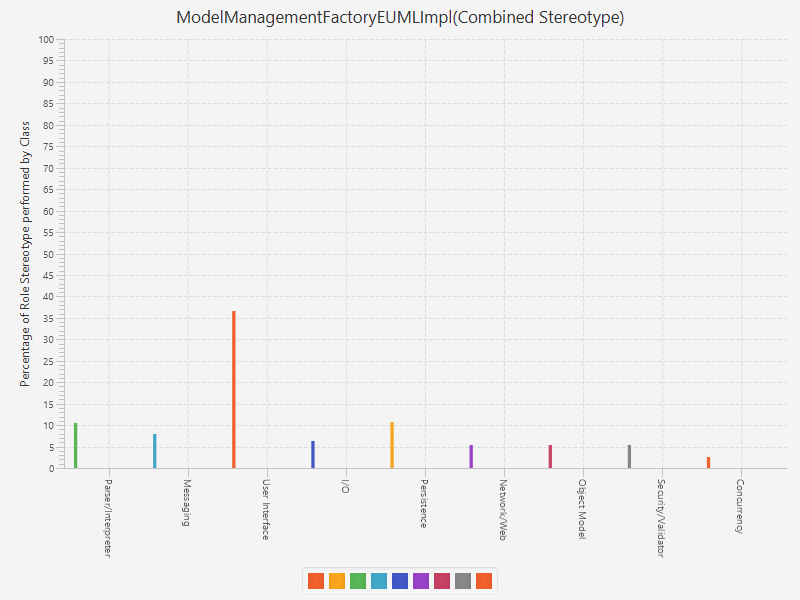 ModelManagementFactoryEUMLImpl(Combined Stereotype)
Percentage of Role Stereotype performed by Class
100
95
90
85
80
75
70
65
60
55
50
45
40
35
30
25
20
15
10
5
0
Parser/Interpreter
Messaging
User Interface
I/O
Persistence
Network/Web
Object Model
Security/Validator
Concurrency